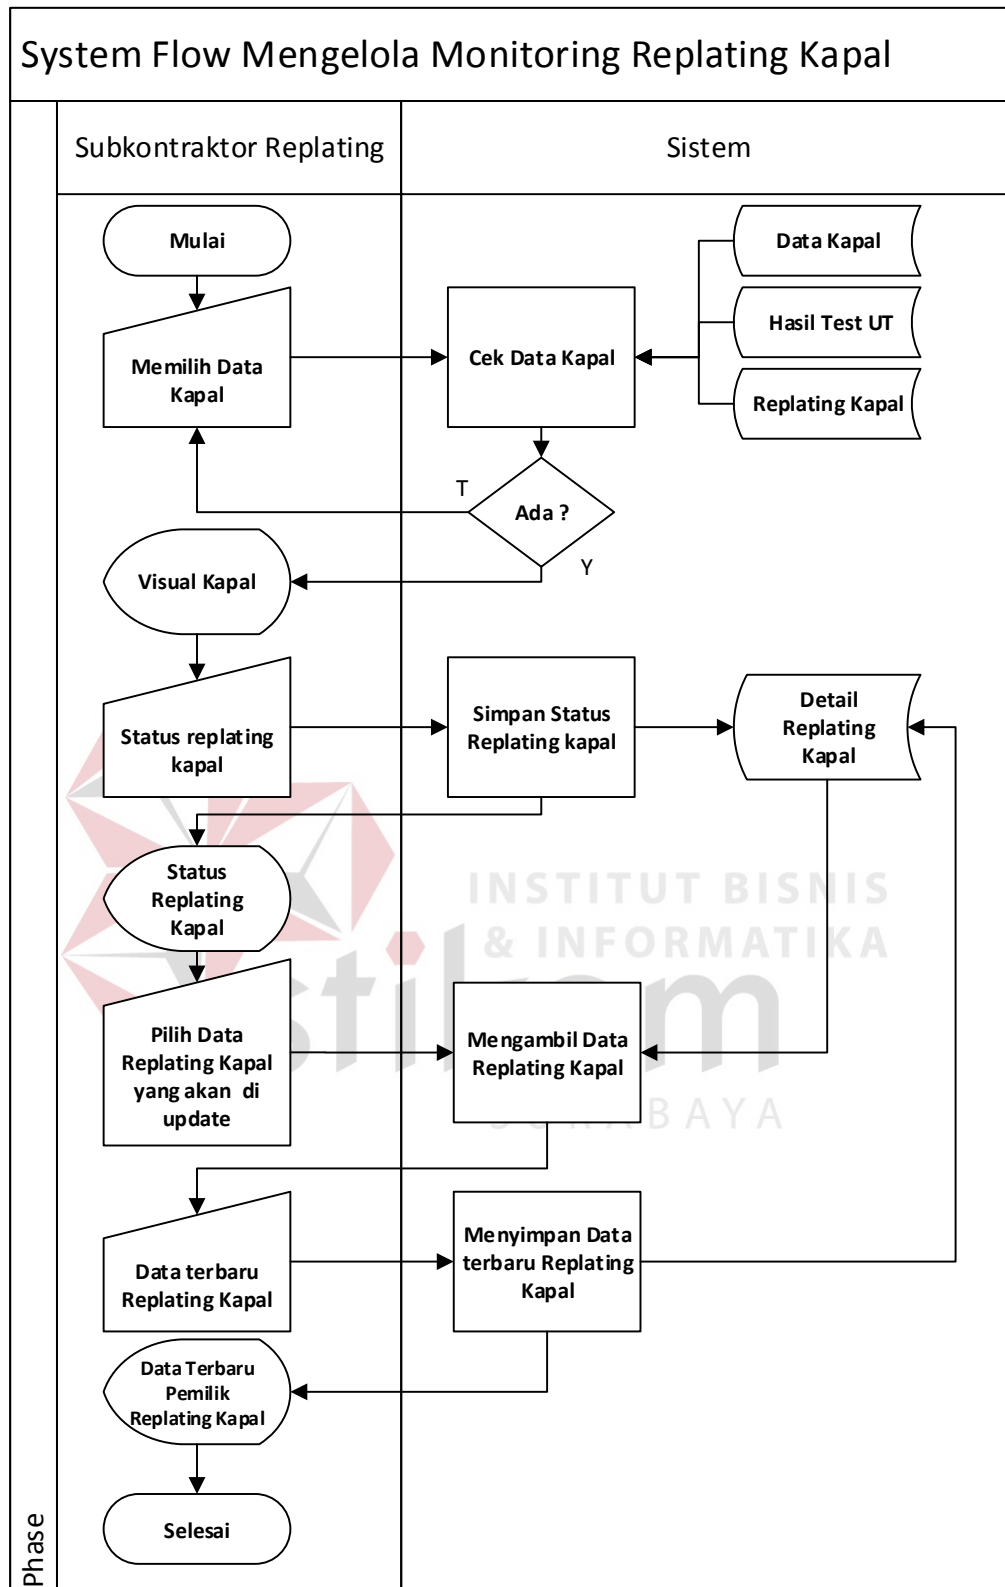 System Flow Mengelola Monitoring Replating Kapal
Subkontraktor Replating
Sistem
Mulai
Data Kapal
Memilih Data
Kapal
Cek Data Kapal
Hasil Test UT
Replating Kapal
T
Ada ?
Y
Visual Kapal
Status replating
kapal
Simpan Status
Replating kapal
Detail
Replating
Kapal
Status
Replating
Kapal
INSTITUT BISNIS
& INFORMATIKA
stikom
SURABAYA
Pilih Data
Replating Kapal
yang akan di
update
Mengambil Data
Replating Kapal
Data terbaru
Replating Kapal
Menyimpan Data
terbaru Replating
Kapal
Data Terbaru
Pemilik
Replating Kapal
Selesai
Phase